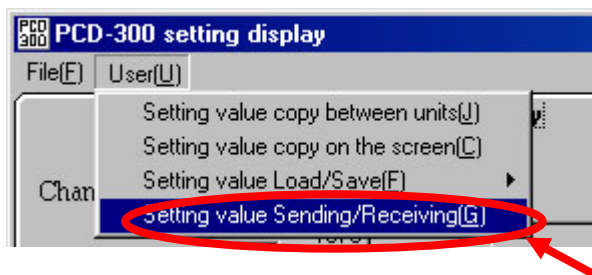 PCD 300 PCD-300 setting display
File(F) User(U)
Setting value copy between units(J)
Setting value copy on the screen(C)
Setting value Load/Save(F)
Chan
Setting value Sending/Receiving(G)